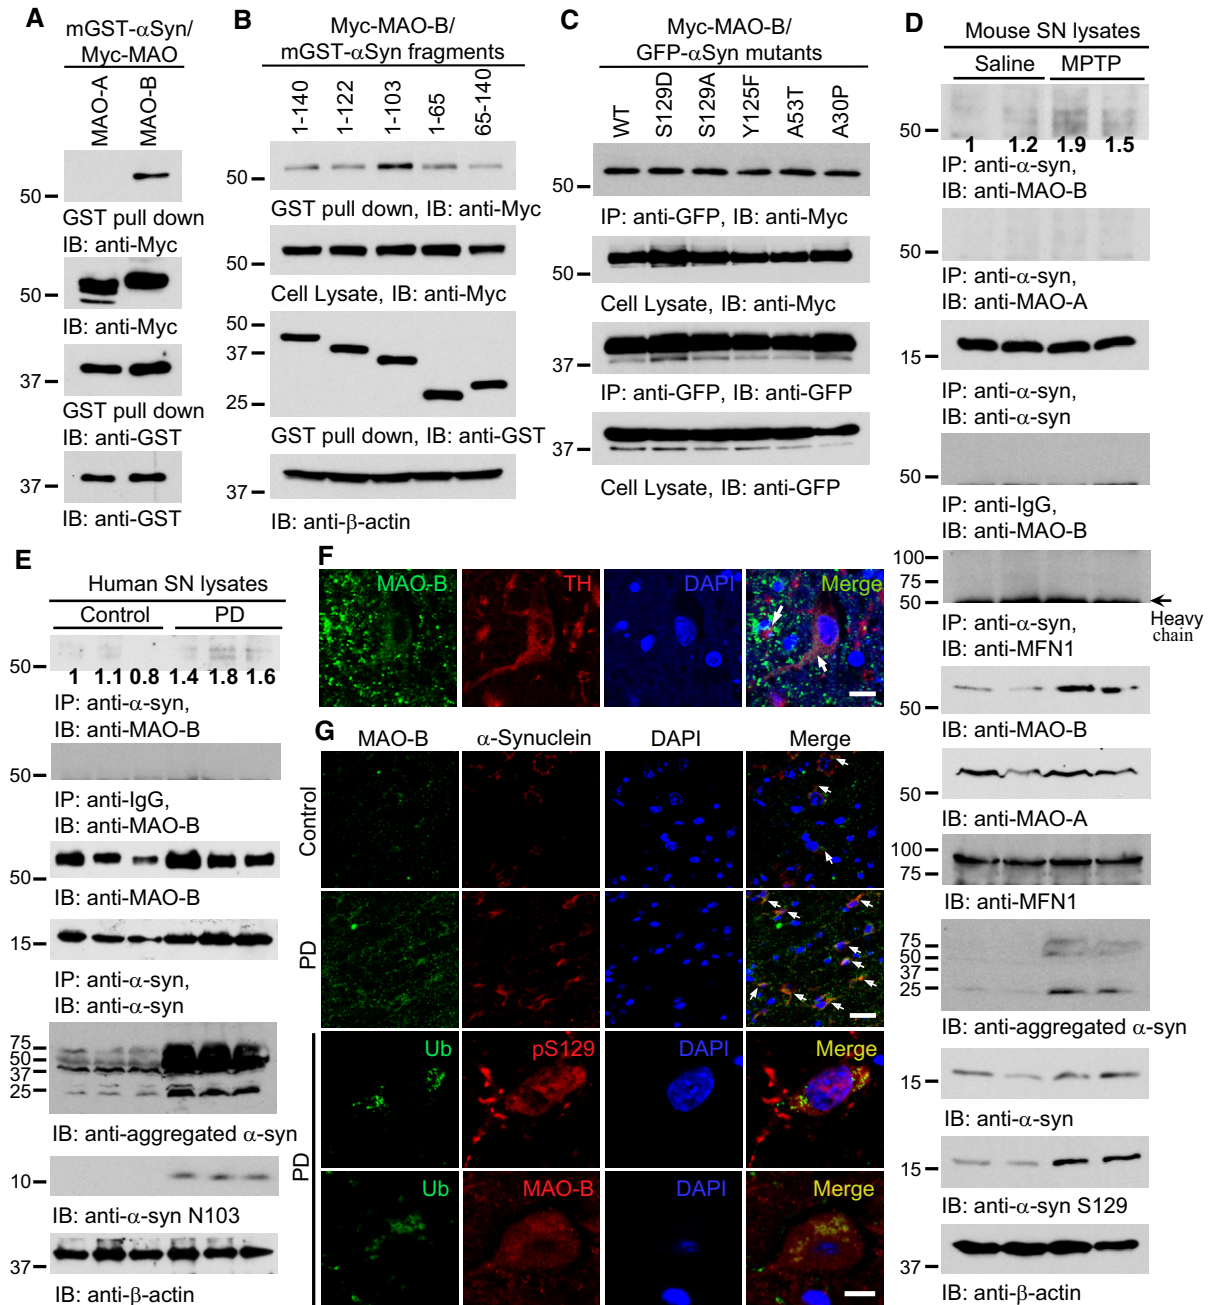 A
mGST-αSyn/
Myc-MAO
MAO-A
MAO-B
50
GST pull down
IB: anti-Myc
50
IB: anti-Myc
37
GST pull down
IB: anti-GST
37
IB: anti-GST
B
Myc-MAO-B/
mGST-αSyn fragments
1-140
1-122
1-103
1-65
65-140
50
GST pull down, IB: anti-Myc
50
Cell Lysate, IB: anti-Myc
50
37
25
GST pull down, IB: anti-GST
37
IB: anti-β-actin
C
Myc-MAO-B/
GFP-αSyn mutants
WT
S129D
S129A
Y125F
A53T
A30P
50
IP: anti-GFP, IB: anti-Myc
50
Cell Lysate, IB: anti-Myc
37
IP: anti-GFP, IB: anti-GFP
37
Cell Lysate, IB: anti-GFP
D
Mouse SN lysates
Saline
MPTP
50
1
1.2
1.9
1.5
IP: anti-α-syn,
IB: anti-MAO-B
50
IP: anti-α-syn,
IB: anti-MAO-A
15
IP: anti-α-syn,
IB: anti-α-syn
50
IP: anti-IgG,
IB: anti-MAO-B
100
75
50
Heavy
chain
IP: anti-α-syn,
IB: anti-MFN1
50
IB: anti-MAO-B
50
IB: anti-MAO-A
100
75
IB: anti-MFN1
75
50
37
25
IB: anti-aggregated α-syn
15
IB: anti-α-syn
15
IB: anti-α-syn S129
37
IB: anti-β-actin
E
Human SN lysates
Control
PD
50
1
1.1
0.8
1.4
1.8
1.6
IP: anti-α-syn,
IB: anti-MAO-B
50
IP: anti-IgG,
IB: anti-MAO-B
50
IB: anti-MAO-B
15
IP: anti-α-syn,
IB: anti-α-syn
75
50
37
25
IB: anti-aggregated α-syn
10
IB: anti-α-syn N103
37
IB: anti-β-actin
F
MAO-B
TH
DAPI
Merge
G
MAO-B
α-Synuclein
DAPI
Merge
Control
PD
PD
Ub
pS129
DAPI
Merge
Ub
MAO-B
DAPI
Merge